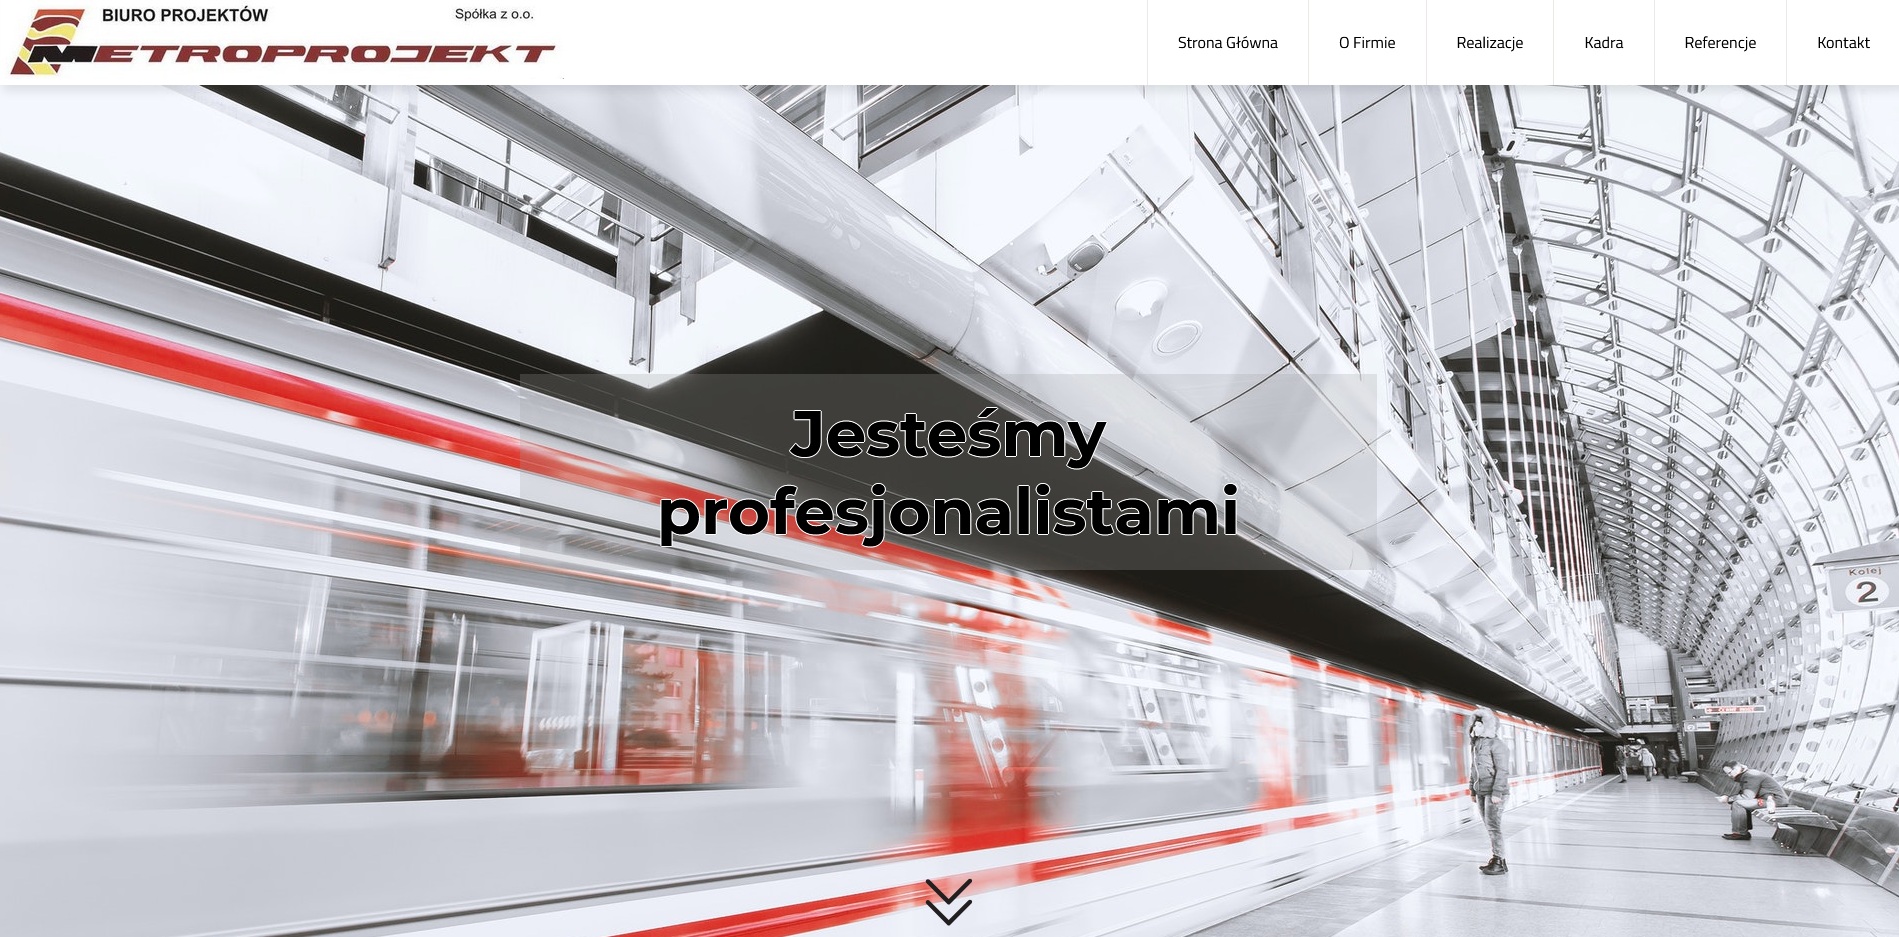 BIURO PROJEKTÓW
Spółka z o.o.
METROPROJEKT
Strona Główna
O Firmie
Realizacje
Kadra
Referencje
Kontakt
Jesteśmy
profesjonalistami
Kolej
2